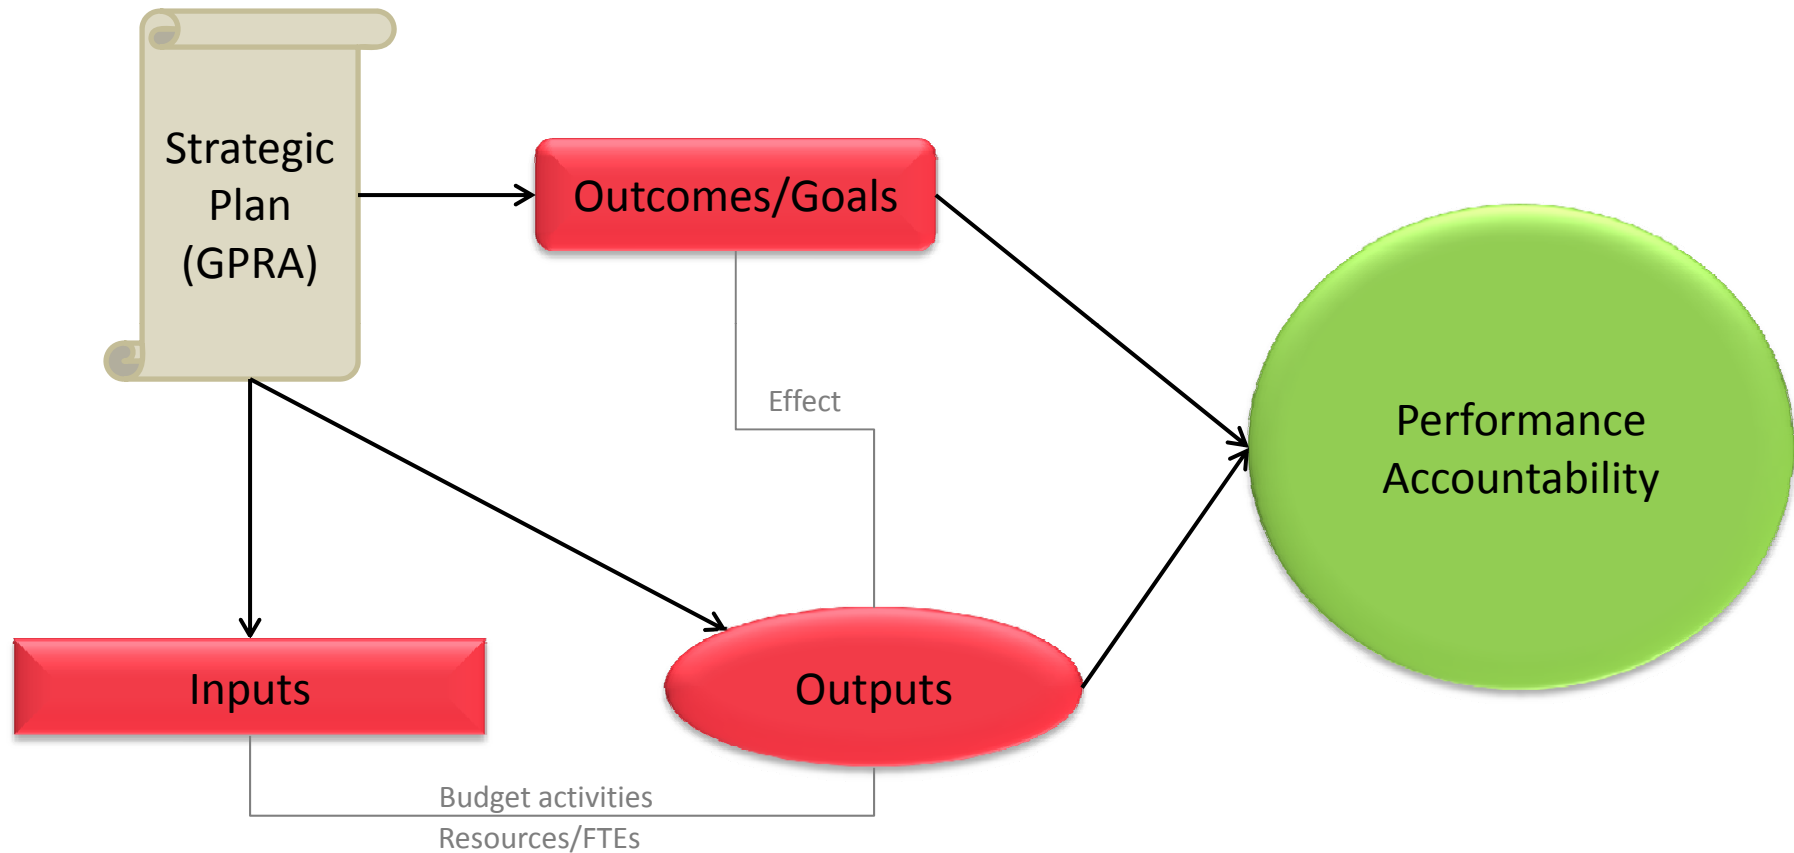 Strategic
Plan
(GPRA)
Outcomes/Goals
Effect
Performance
Accountability
Inputs
Outputs
Budget activities
Resources/FTEs